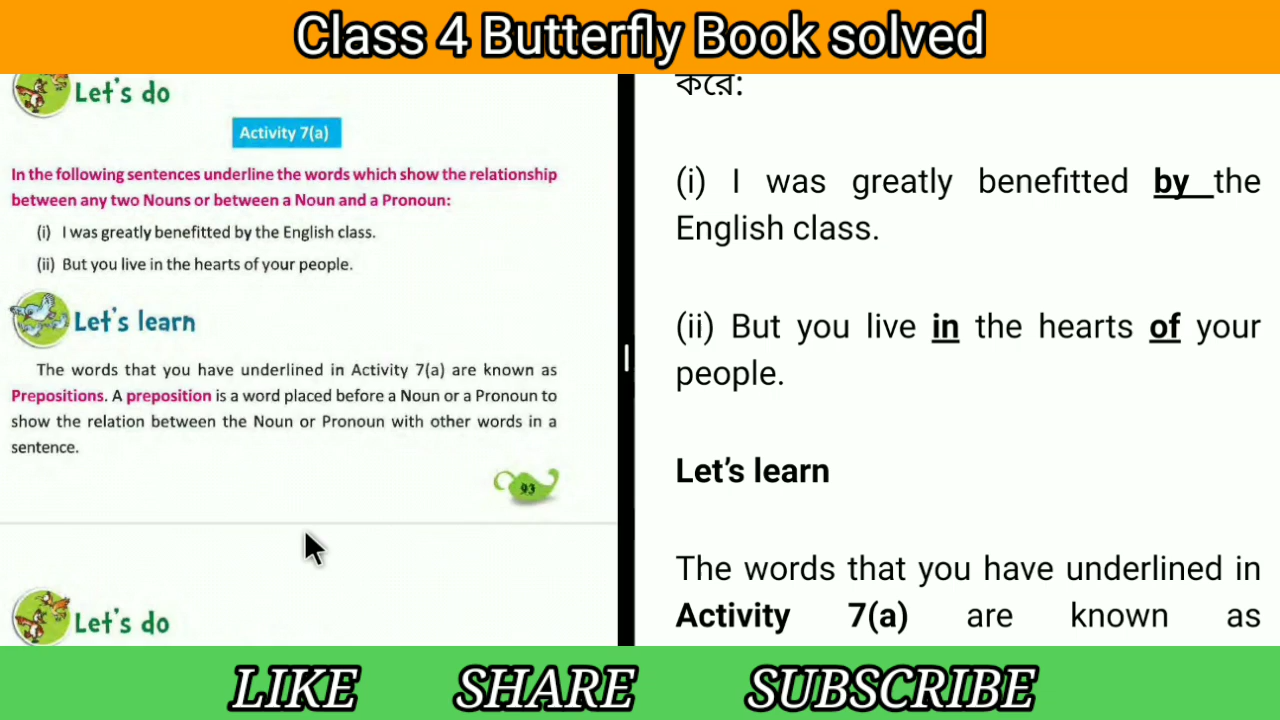 Class 4 Butterfly Book solved
Let's do
Activity 7(a)
In the following sentences underline the words which show the relationship
between any two Nouns or between a Noun and a Pronoun:
(i) I was greatly benefitted by the English class.
(ii) But you live in the hearts of your people.
Let's learn
The words that you have underlined in Activity 7(a) are known as
Prepositions. A preposition is a word placed before a Noun or a Pronoun to
show the relation between the Noun or Pronoun with other words in a
sentence.
93
Let's do
করে:
(i) I was greatly benefitted by the
English class.
(ii) But you live in the hearts of your
people.
Let’s learn
The words that you have underlined in
Activity 7(a) are known as
LIKE SHARE SUBSCRIBE